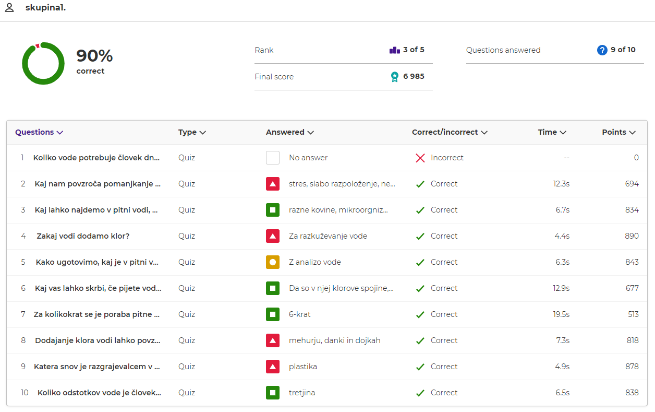 skupina1.
90%
correct
Rank 3 of 5
Questions answered 9 of 10
Final score 6 985
Questions Type Answered Correct/incorrect Time Points
1 Koliko vode potrebuje človek dn... Quiz No answer Incorrect -- 0
2 Kaj nam povzroča pomanjkanje ... Quiz stres, slabo razpoloženje, ne... Correct 12.3s 694
3 Kaj lahko najdemo v pitni vodi, ... Quiz razne kovine, mikroorgniz... Correct 6.7s 834
4 Zakaj vodi dodamo klor? Quiz Za razkuževanje vode Correct 4.4s 890
5 Kako ugotovimo, kaj je v pitni v... Quiz Z analizo vode Correct 6.3s 843
6 Kaj vas lahko skrbi, če pijete vod... Quiz Da so v njej klorove spojine,... Correct 12.9s 677
7 Za kolikokrat se je poraba pitne ... Quiz 6-krat Correct 19.5s 513
8 Dodajanje klora vodi lahko povz... Quiz mehurju, danki in dojkah Correct 7.3s 818
9 Katera snov je razgrajevalcem v ... Quiz plastika Correct 4.9s 878
10 Koliko odstotkov vode je človek... Quiz tretjina Correct 6.5s 838